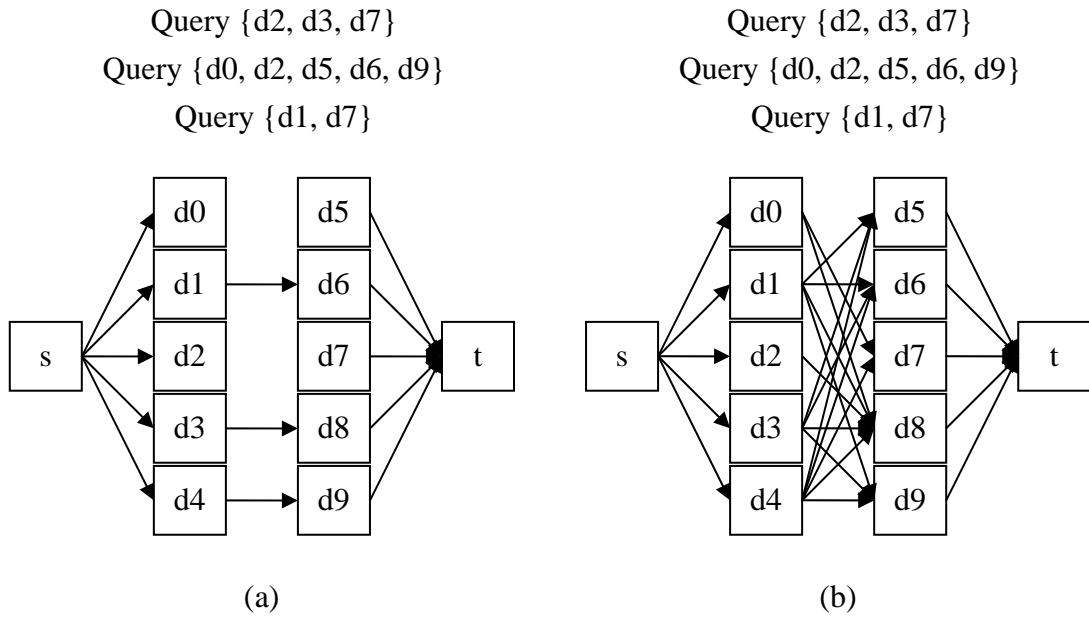 Query {d2, d3, d7}
Query {d0, d2, d5, d6, d9}
Query {d1, d7}
d0 d5
d1 d6
s d2 d7 t
d3 d8
d4 d9
(a)
Query {d2, d3, d7}
Query {d0, d2, d5, d6, d9}
Query {d1, d7}
d0 d5
d1 d6
s d2 d7 t
d3 d8
d4 d9
(b)